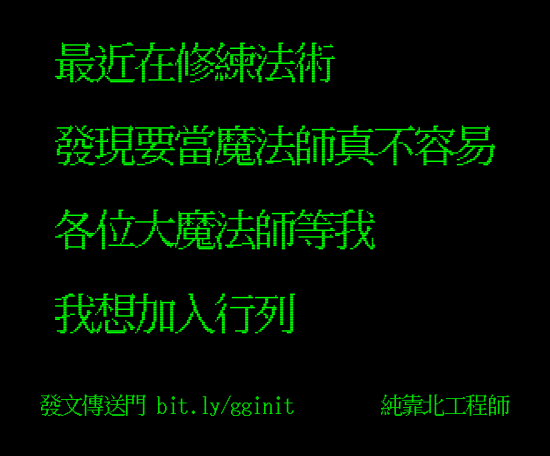 最近在修練法術
發現要當魔法師真不容易
各位大魔法師等我
我想加入行列
發文傳送門 bit.ly/gginit 純靠北工程師